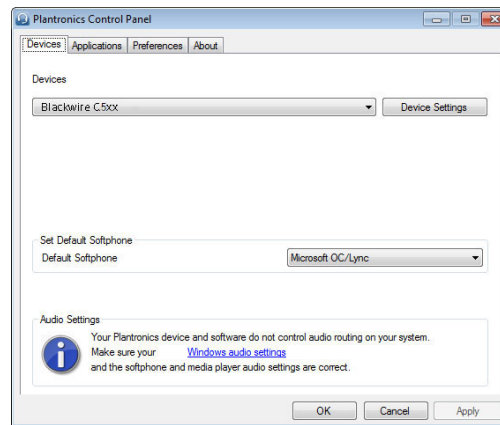 Plantronics Control Panel
Devices Applications Preferences About
Devices
Blackwire C5xx Device Settings
Set Default Softphone
Default Softphone Microsoft OC/Lync
Audio Settings
Your Plantronics device and software do not control audio routing on your system.
Make sure your Windows audio settings
and the softphone and media player audio settings are correct.
OK Cancel Apply